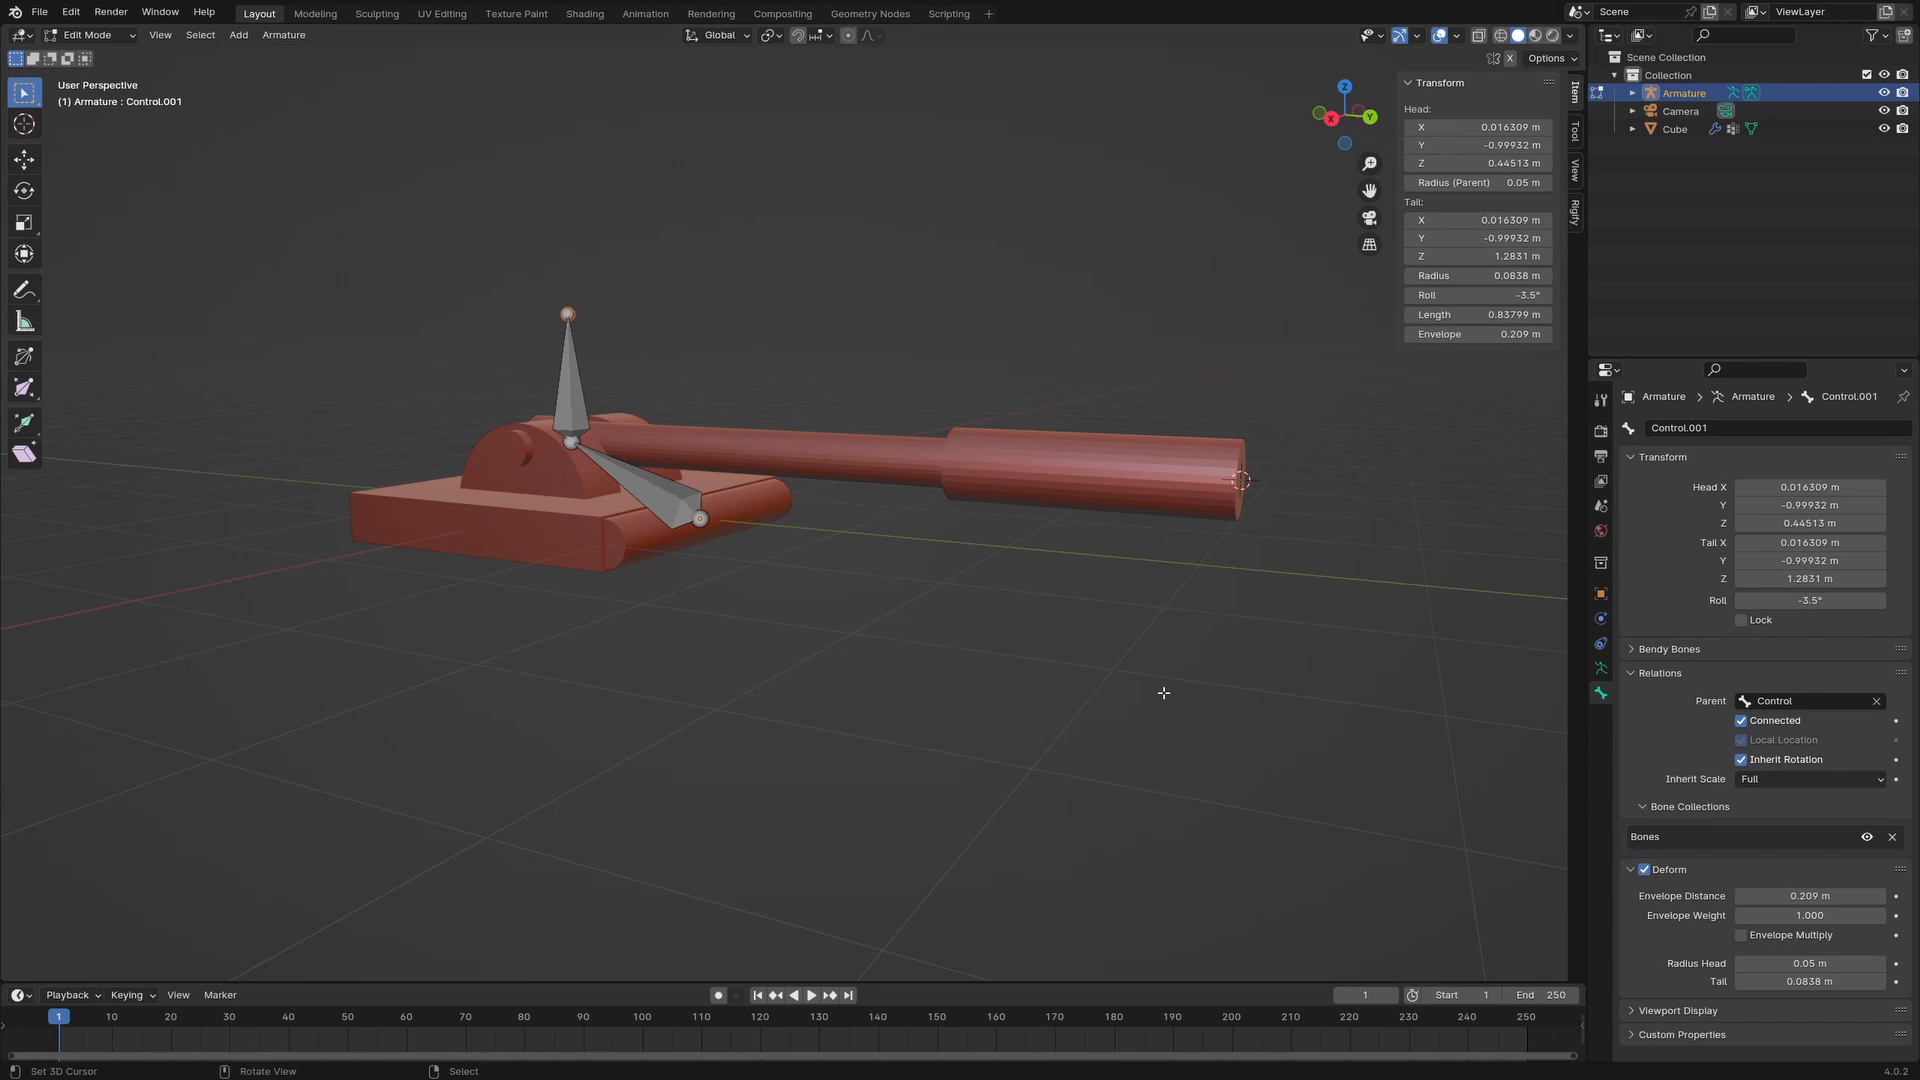 File Edit Render Window Help Layout Modeling Sculpting UV Editing Texture Paint Shading Animation Rendering Compositing Geometry Nodes Scripting + Scene ViewLayer
Edit Mode View Select Add Armature Global
X Options
User Perspective
(1) Armature : Control.001
Z
Y
X
Transform
Head:
X 0.016309 m
Y -0.99932 m
Z 0.44513 m
Radius (Parent) 0.05 m
Tail:
X 0.016309 m
Y -0.99932 m
Z 1.2831 m
Radius 0.0838 m
Roll -3.5°
Length 0.83799 m
Envelope 0.209 m
Item
Tool
View
Rigify
Scene Collection
Collection
Armature
Camera
Cube
Armature Armature Control.001
Control.001
Transform
Head X 0.016309 m
Y -0.99932 m
Z 0.44513 m
Tail X 0.016309 m
Y -0.99932 m
Z 1.2831 m
Roll -3.5°
Lock
Bendy Bones
Relations
Parent Control
Connected
Local Location
Inherit Rotation
Inherit Scale Full
Bone Collections
Bones
Deform
Envelope Distance 0.209 m
Envelope Weight 1.000
Envelope Multiply
Radius Head 0.05 m
Tail 0.0838 m
Viewport Display
Custom Properties
Playback Keying View Marker 1 Start 1 End 250
1 10 20 30 40 50 60 70 80 90 100 110 120 130 140 150 160 170 180 190 200 210 220 230 240 250
Set 3D Cursor Rotate View Select 4.0.2